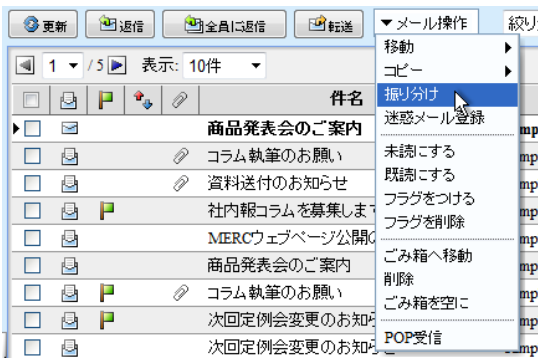 更新 返信 全員に返信 転送 ▼メール操作 絞り
1 / 5 表示: 10件
件名
商品発表会のご案内
コラム執筆のお願い
資料送付のお知らせ
社内報コラムを募集しま
MERCウェブページ公開の
商品発表会のご案内
コラム執筆のお願い
次回定例会変更のお知ら
次回定例会変更のお知ら
移動
コピー
振り分け
迷惑メール登録
未読にする
既読にする
フラグをつける
フラグを削除
ごみ箱へ移動
削除
ごみ箱を空に
POP受信